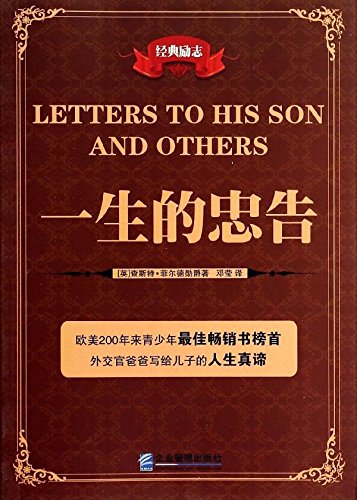 经典励志
LETTERS TO HIS SON
AND OTHERS
一生的忠告
[英]查斯特·菲尔德勋爵著 邓莹 译
欧美200年来青少年最佳畅销书榜首
外交官爸爸写给儿子的人生真谛
企业管理出版社